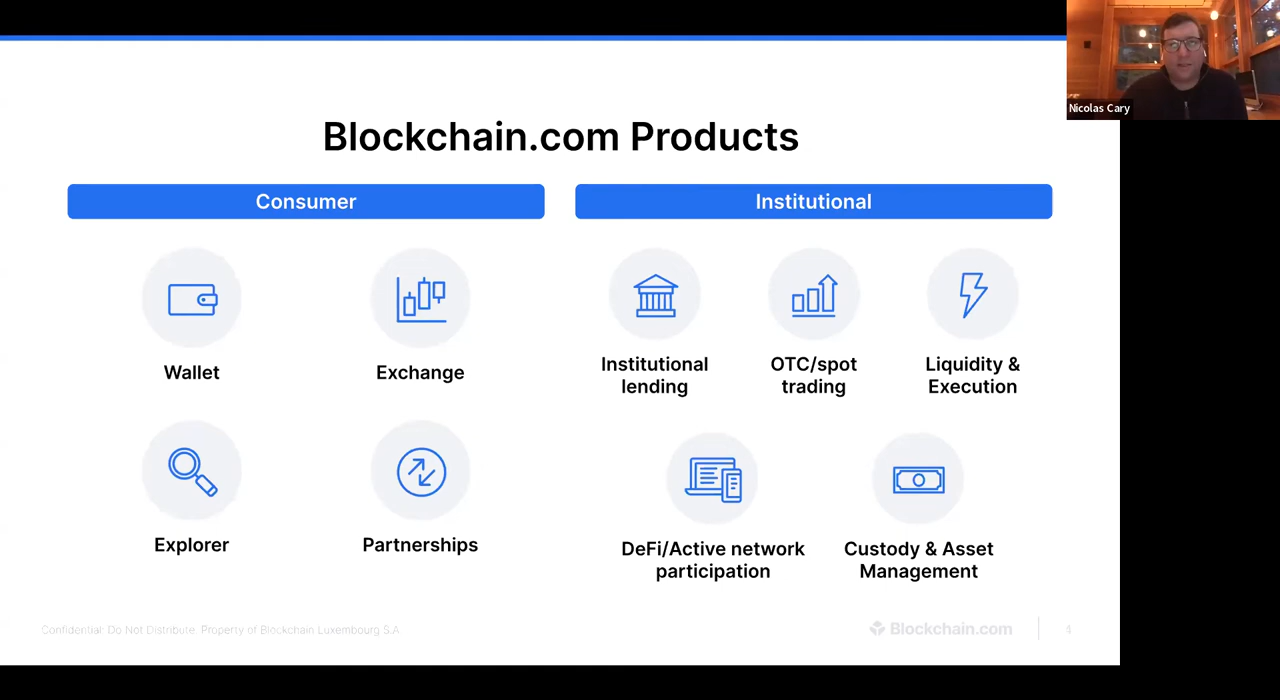 Nicolas Cary
Blockchain.com Products
Consumer
Institutional
Wallet
Exchange
Explorer
Partnerships
Institutional
lending
OTC/spot
trading
Liquidity &
Execution
DeFi/Active network
participation
Custody & Asset
Management
Confidential: Do Not Distribute. Property of Blockchain Luxembourg S.A
Blockchain.com
4